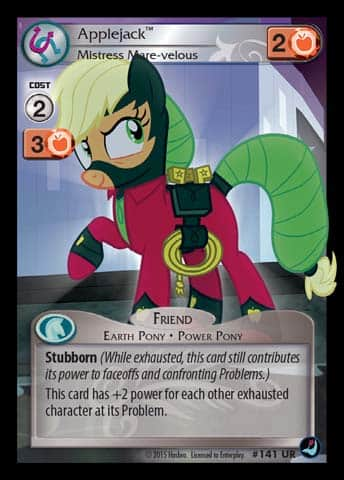 Applejack™
Mistress Mare-velous
2
COST
2
3
FRIEND
EARTH PONY • POWER PONY
Stubborn (While exhausted, this card still contributes
its power to faceoffs and confronting Problems.)
This card has +2 power for each other exhausted
character at its Problem.
© 2015 Hasbro. Licensed to Enterplay. #141 UR